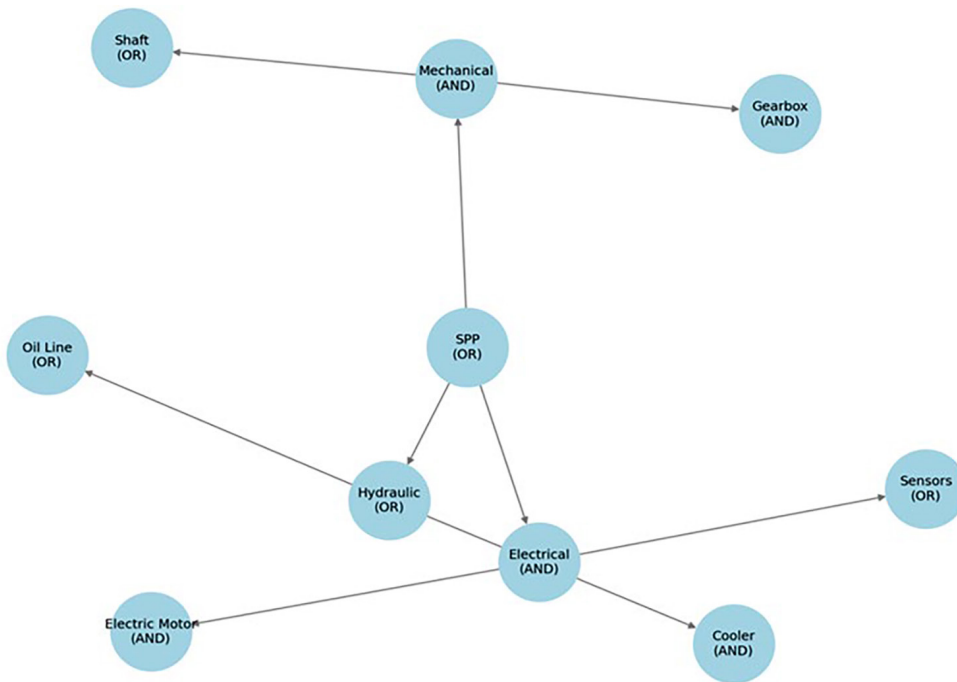 Shaft
(OR)
Mechanical
(AND)
Gearbox
(AND)
SPP
(OR)
Oil Line
(OR)
Hydraulic
(OR)
Sensors
(OR)
Electrical
(AND)
Electric Motor
(AND)
Cooler
(AND)